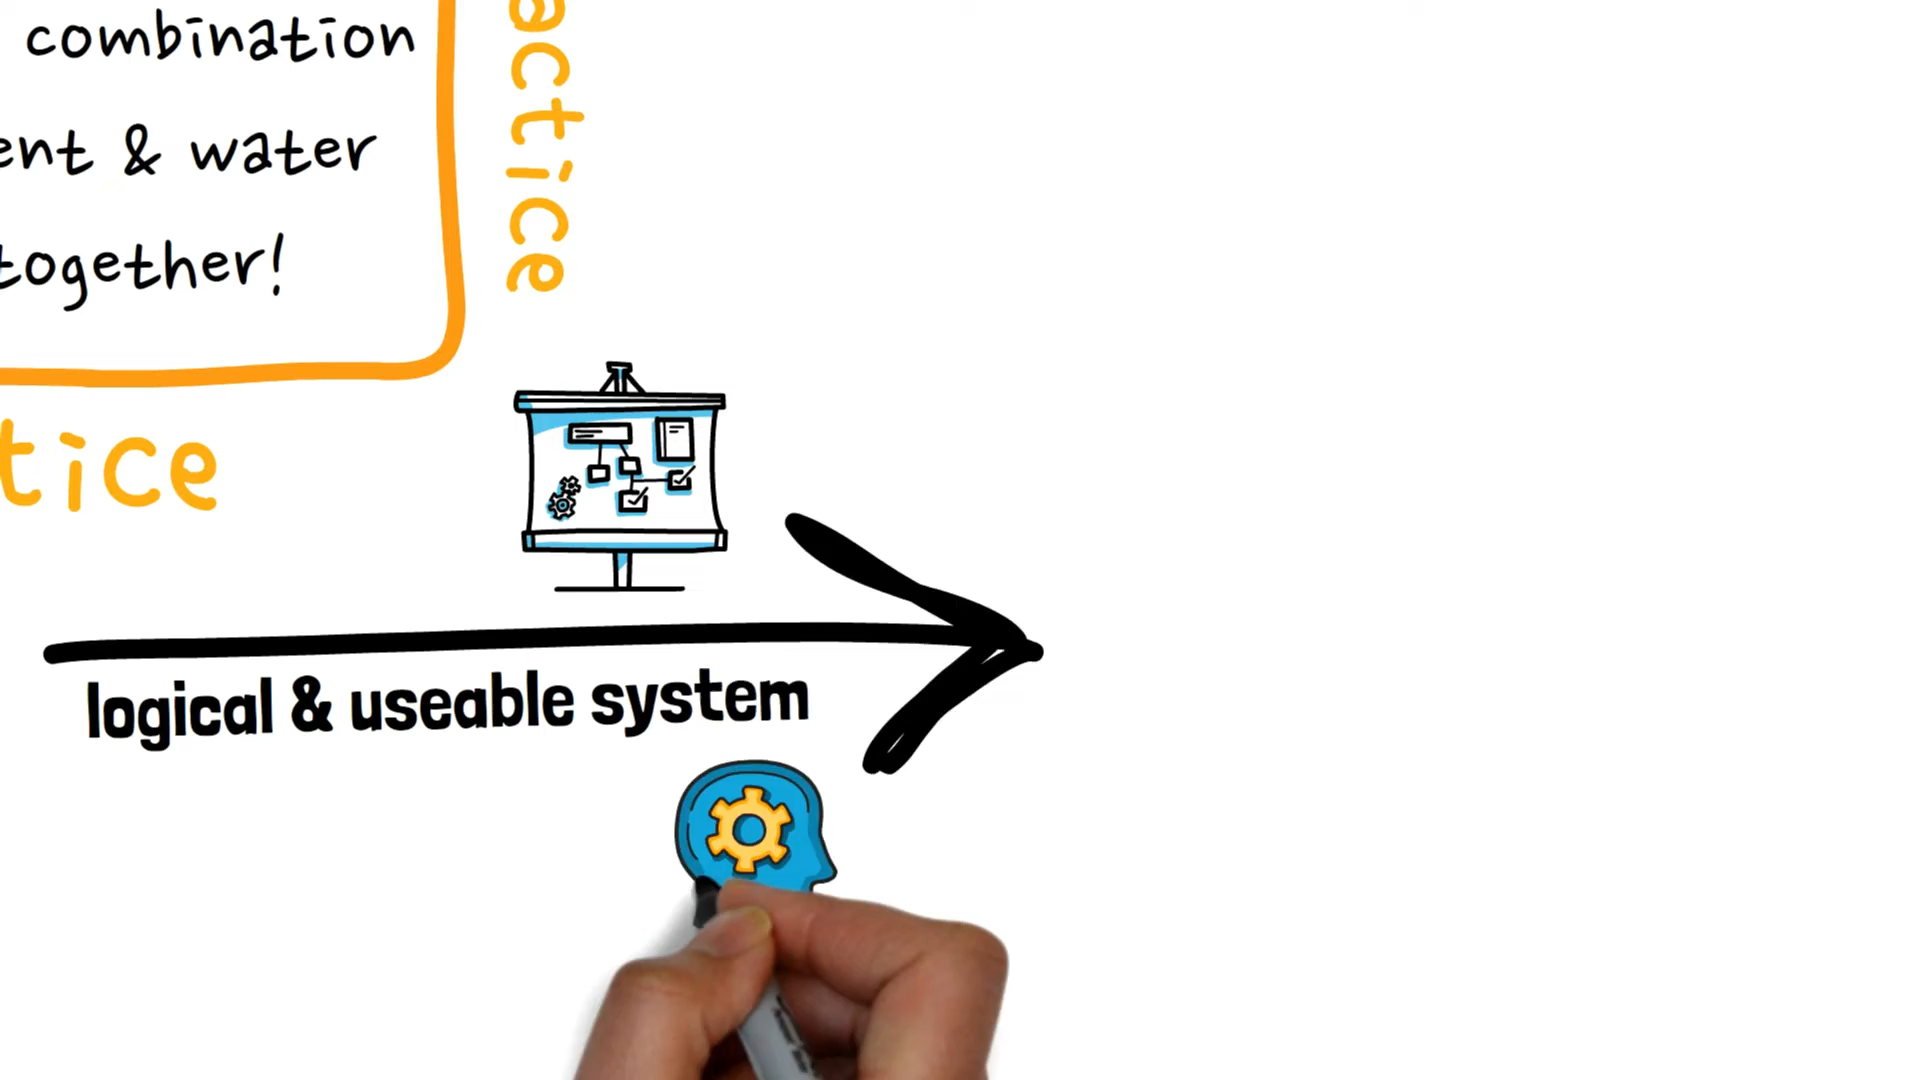 combination
ent & water
together!
actice
tice
logical & useable system